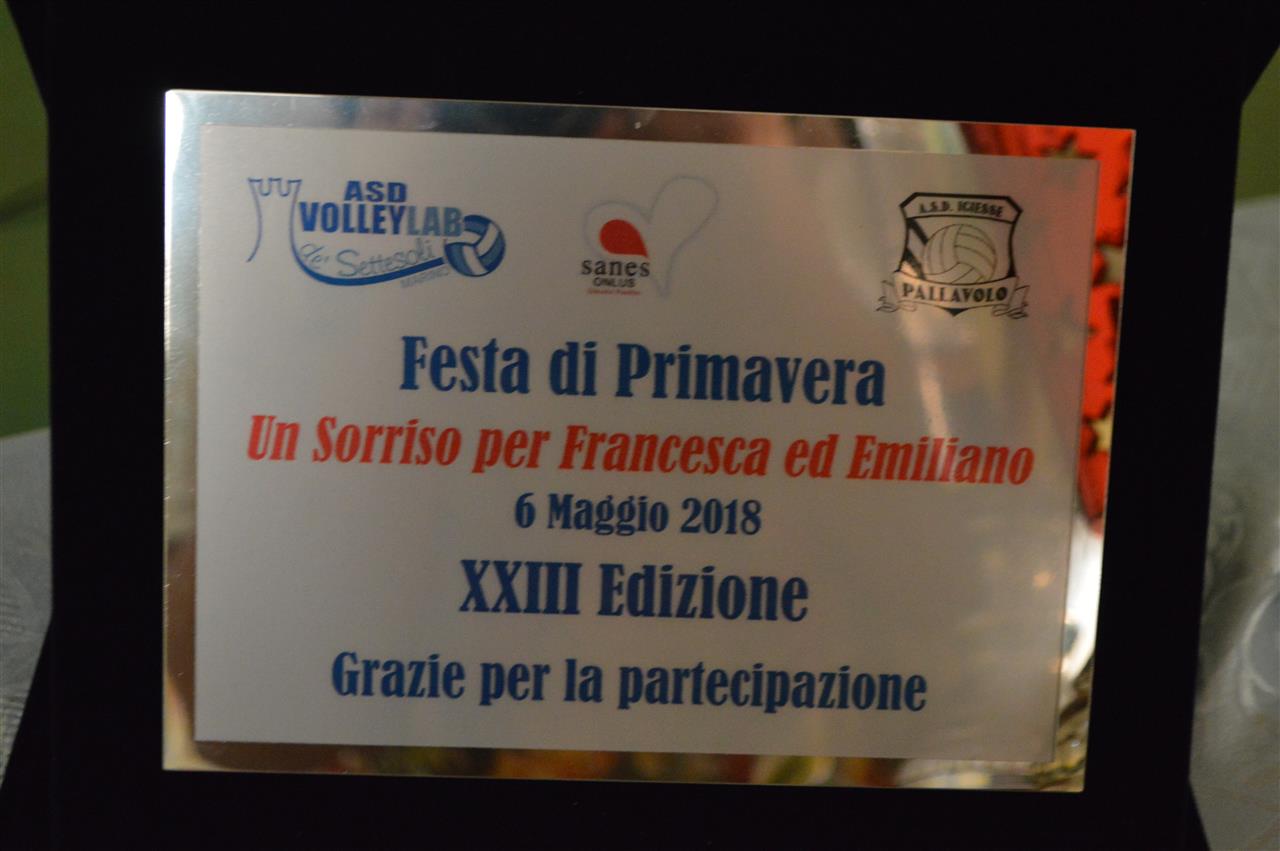 ASD
VOLLEYLAB
Settesoli
MARINO
sanes
ONLUS
A.S.D. IGIESSE
PALLAVOLO
Festa di Primavera
Un Sorriso per Francesca ed Emiliano
6 Maggio 2018
XXIII Edizione
Grazie per la partecipazione